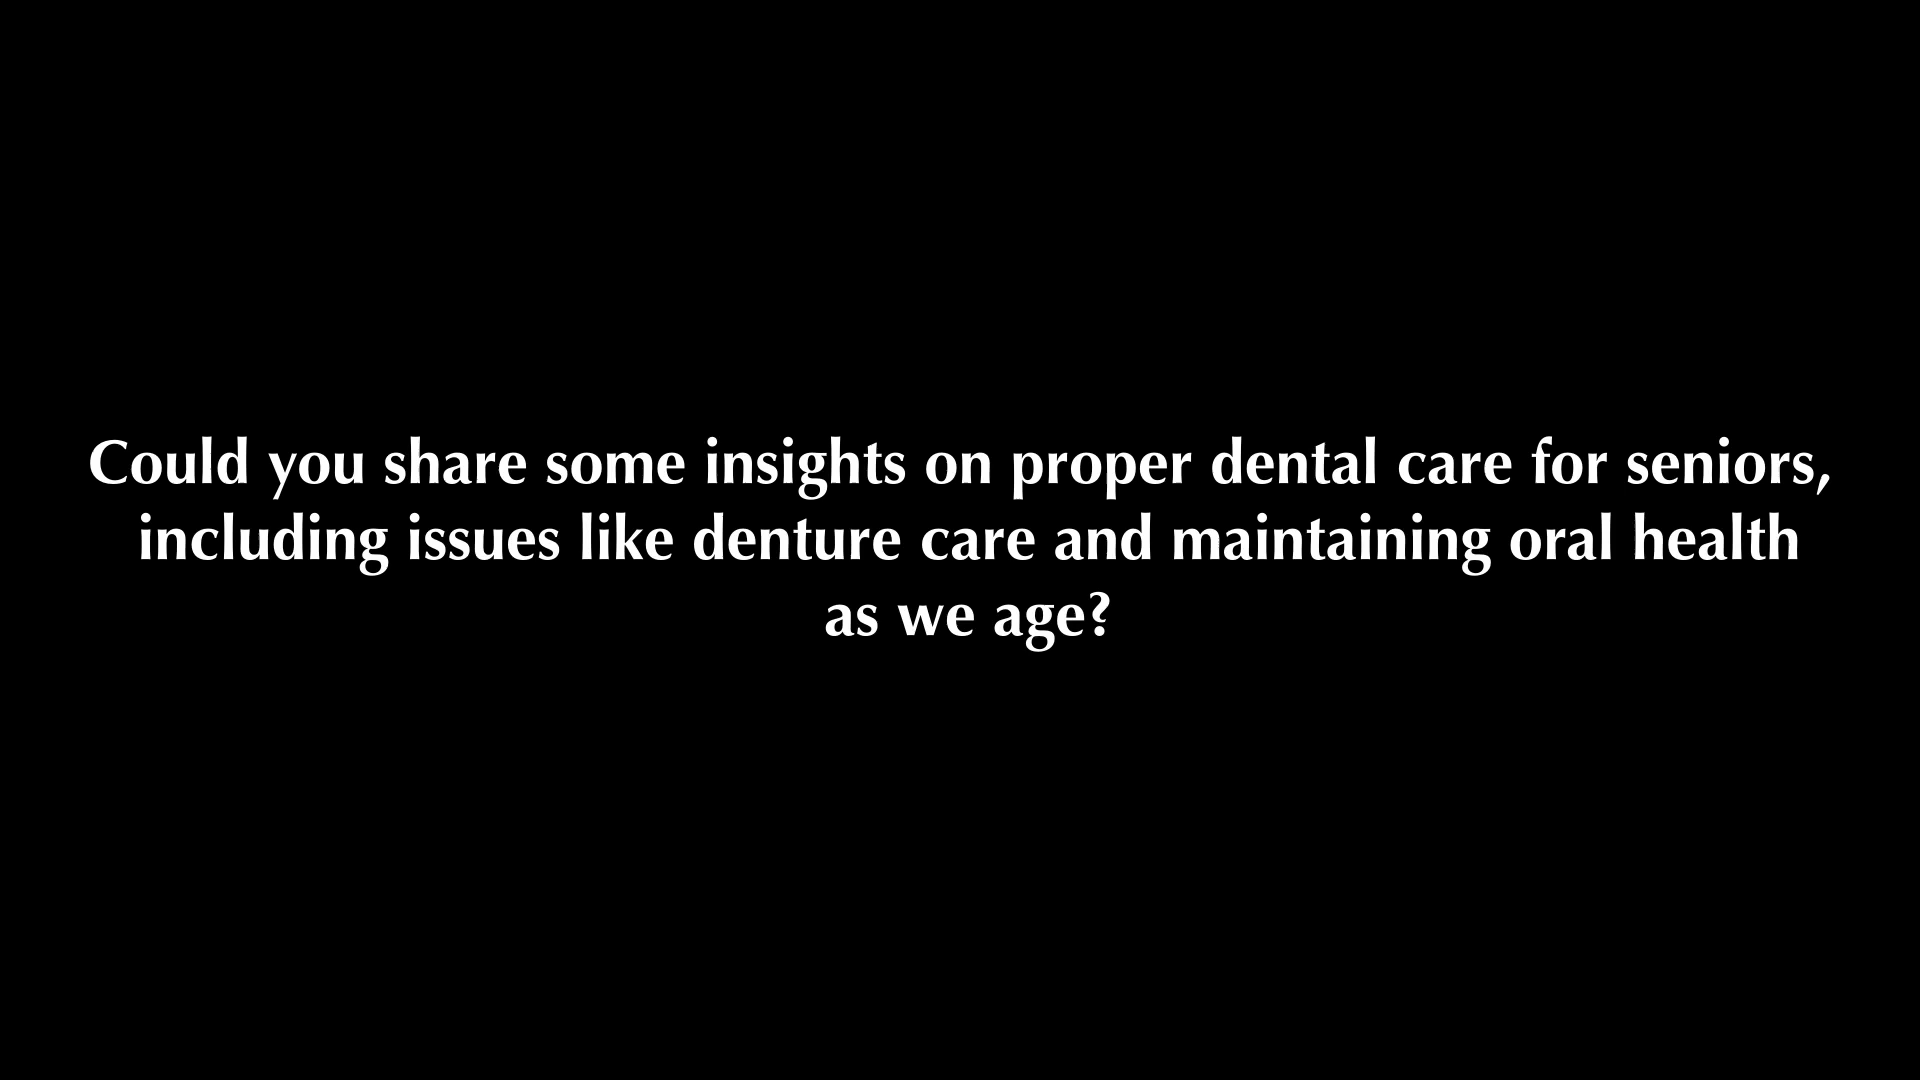 Could you share some insights on proper dental care for seniors,
including issues like denture care and maintaining oral health
as we age?